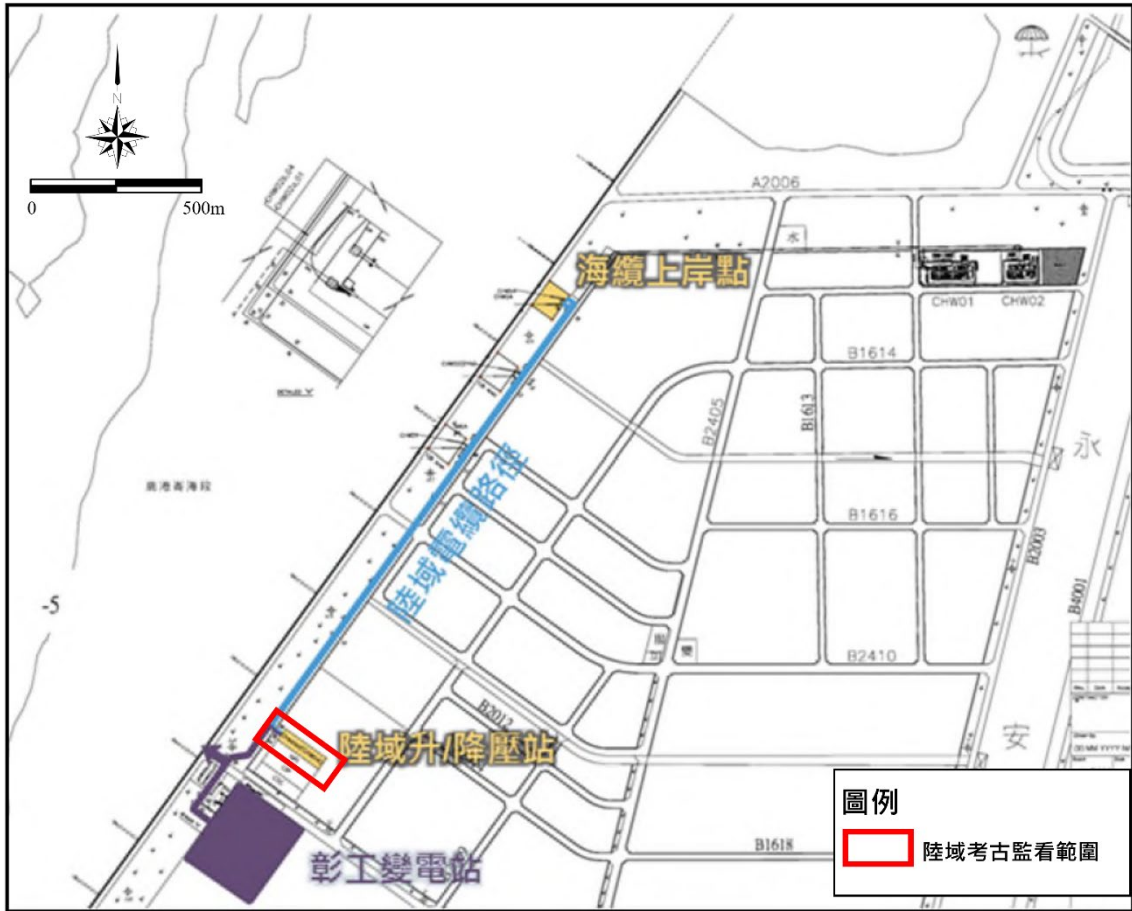 N
0 500m
A2006
水
海纜上岸點
CHW01 CHW02
B1614
B2405
B1613
永
陸域電纜路徑
B1616
B2003
-5
B4001
B2410
B2012
陸域升/降壓站
安
圖例
陸域考古監看範圍
彰工變電站
B1618